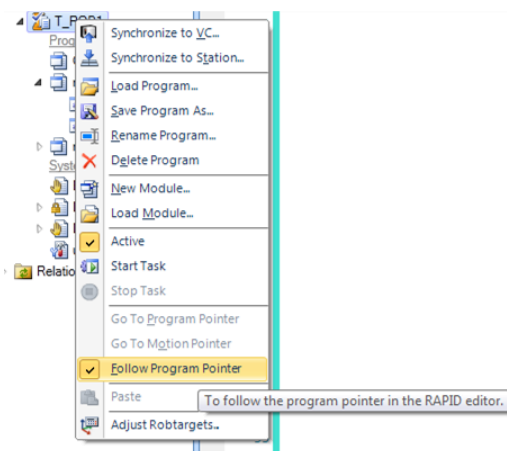 T_ROB1
Synchronize to VC...
Synchronize to Station...
Load Program...
Save Program As...
Rename Program...
Delete Program
New Module...
Load Module...
Active
Start Task
Stop Task
Go To Program Pointer
Go To Motion Pointer
Follow Program Pointer
Paste
To follow the program pointer in the RAPID editor.
Adjust Robtargets...
Prog
Syst
Relatio